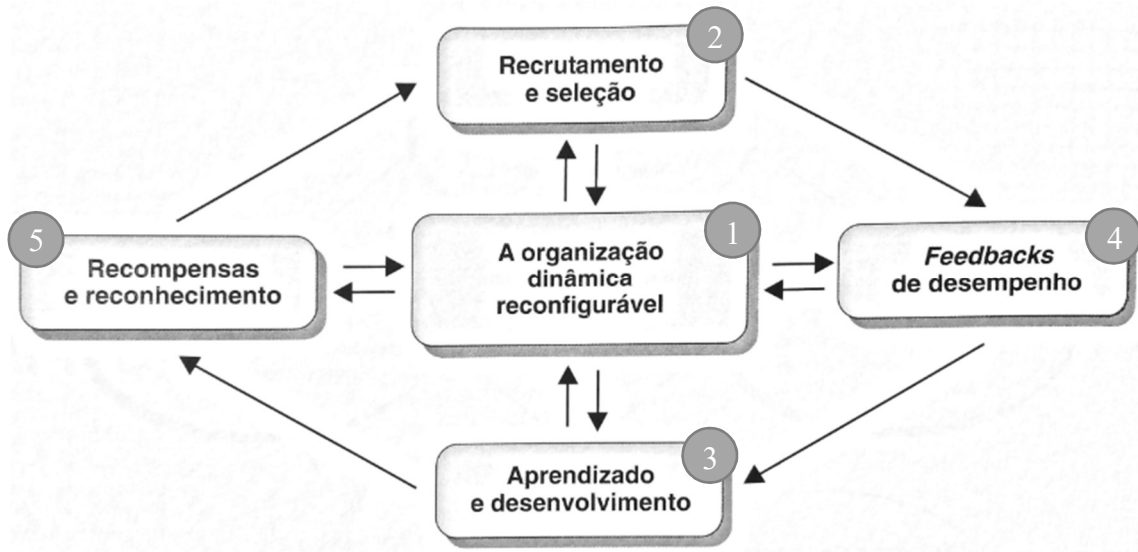 2
Recrutamento
e seleção
5
Recompensas
e reconhecimento
1
A organização
dinâmica
reconfigurável
4
Feedbacks
de desempenho
3
Aprendizado
e desenvolvimento